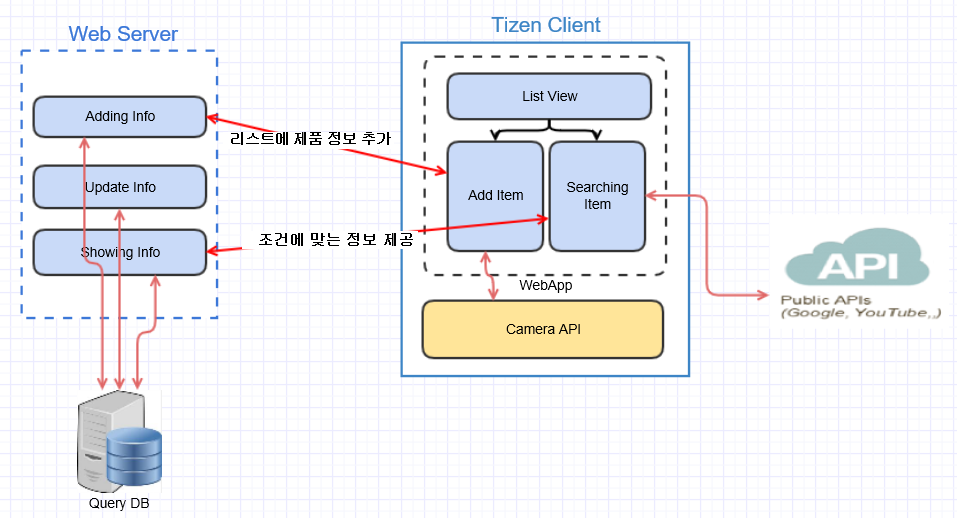 Web Server
Adding Info
Update Info
Showing Info
Query DB
리스트에 제품 정보 추가
조건에 맞는 정보 제공
Tizen Client
List View
Add Item
Searching
Item
WebApp
Camera API
API
Public APIs
(Google, YouTube,,)